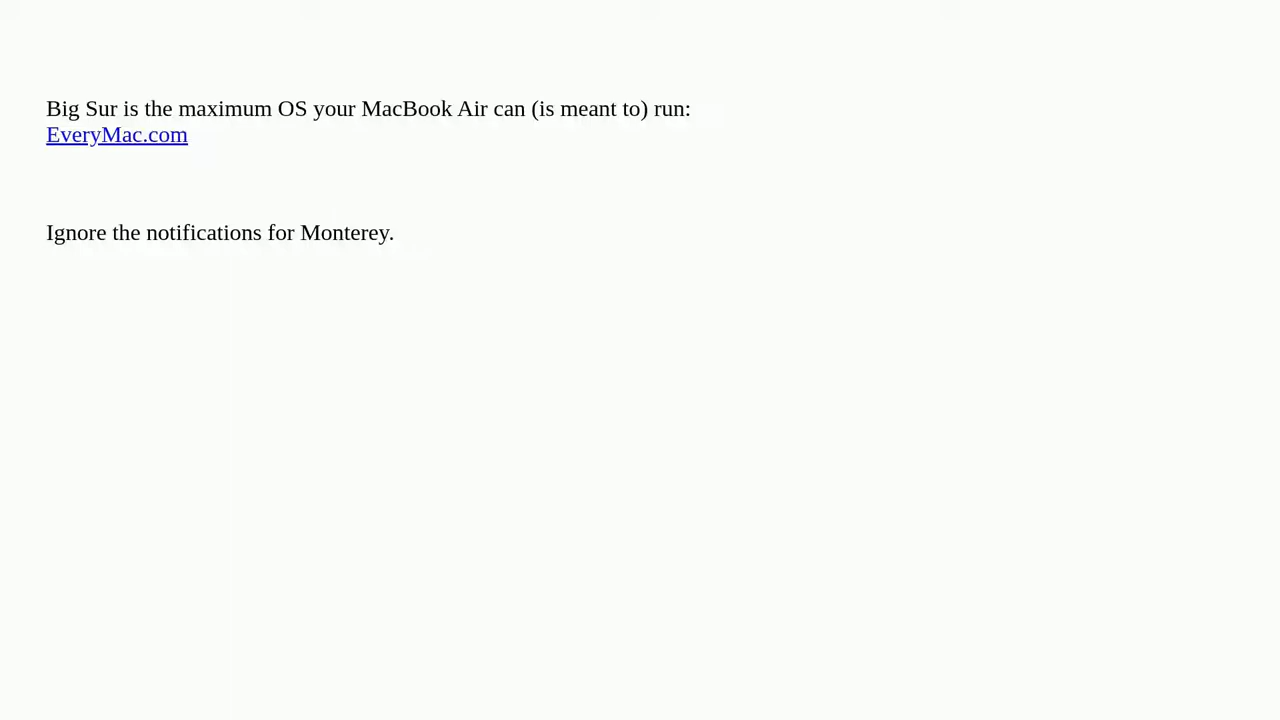 Big Sur is the maximum OS your MacBook Air can (is meant to) run:
EveryMac.com
Ignore the notifications for Monterey.